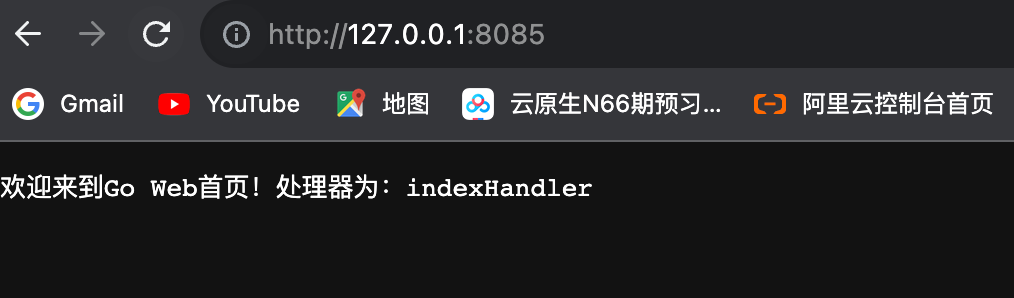 http://127.0.0.1:8085
Gmail YouTube 地图 云原生N66期预习... 阿里云控制台首页
欢迎来到Go Web首页！处理器为：indexHandler